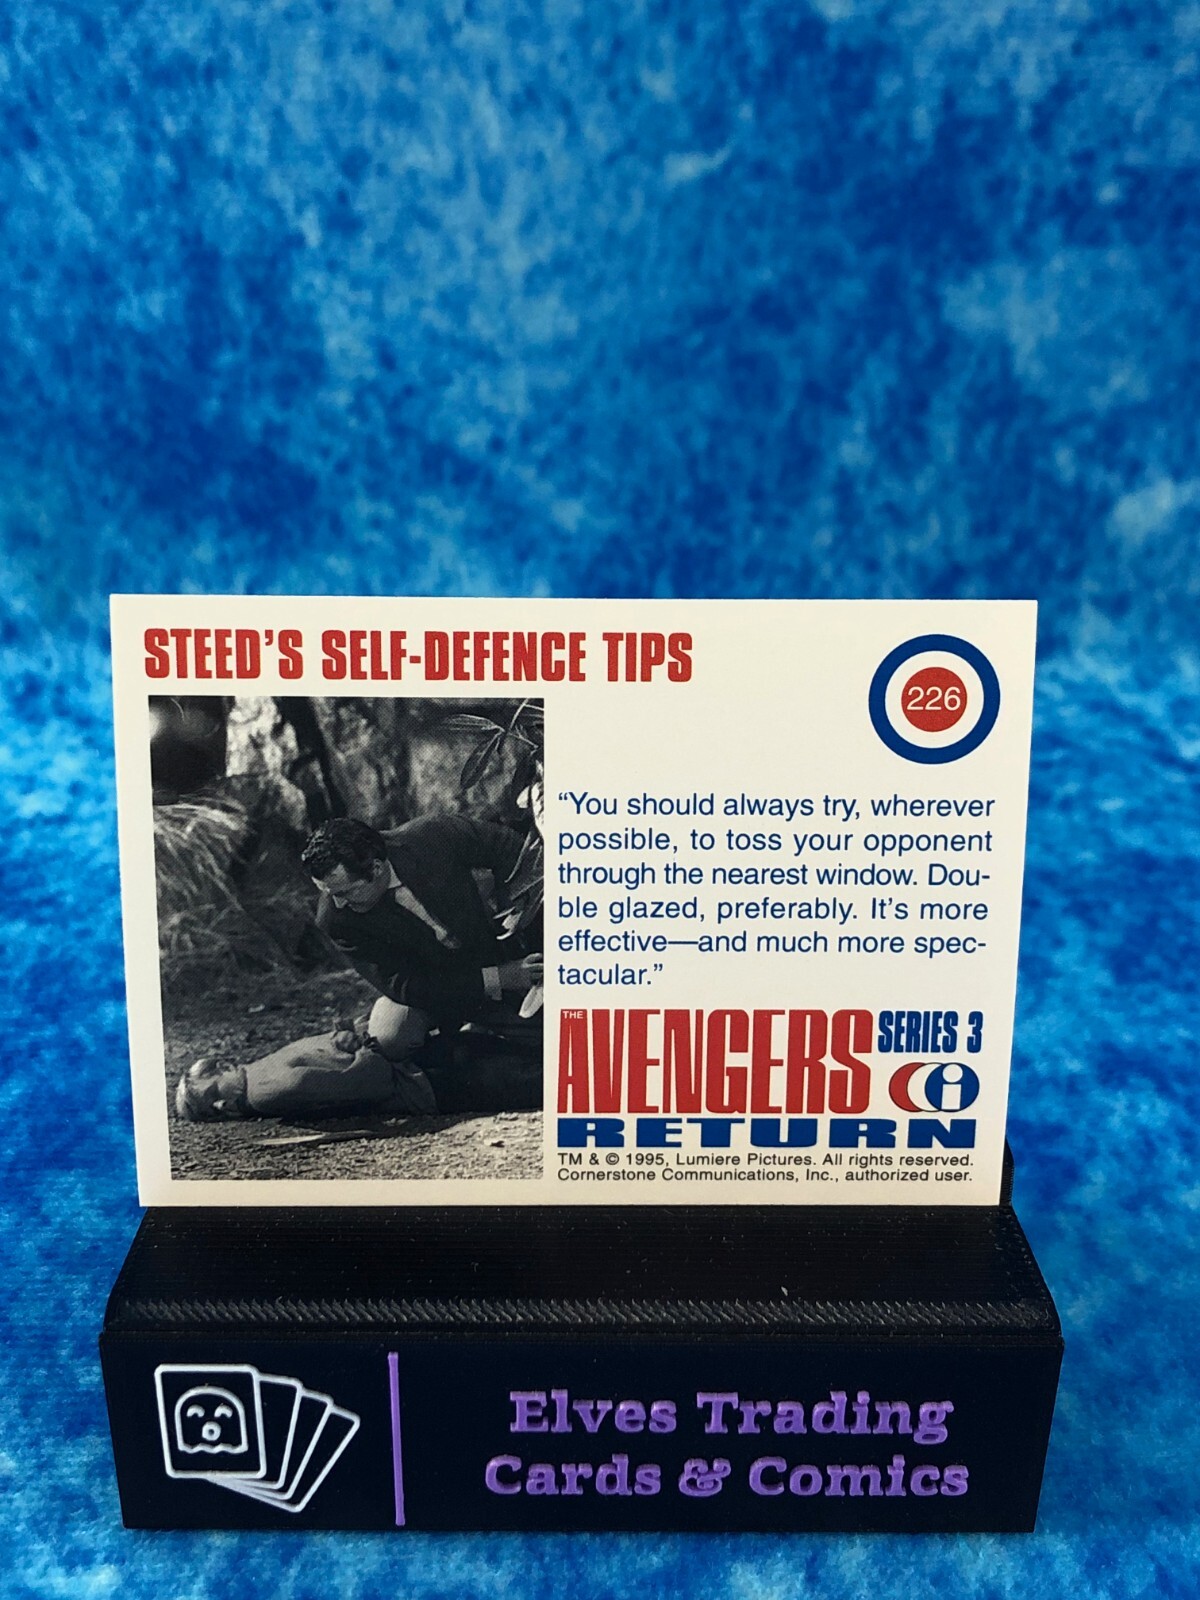 STEED'S SELF-DEFENCE TIPS
226
“You should always try, wherever
possible, to toss your opponent
through the nearest window. Dou-
ble glazed, preferably. It's more
effective—and much more spec-
tacular.”
THE AVENGERS SERIES 3
CCi
RETURN
TM & © 1995, Lumiere Pictures. All rights reserved.
Cornerstone Communications, Inc., authorized user.
Elves Trading
Cards & Comics